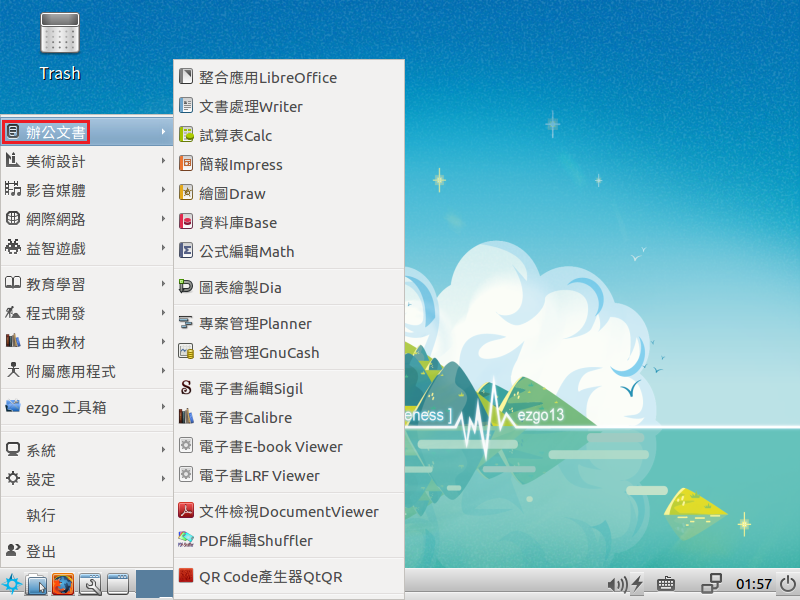 Trash
辦公文書
美術設計
影音媒體
網際網路
益智遊戲
教育學習
程式開發
自由教材
附屬應用程式
ezgo 工具箱
系統
設定
執行
登出
整合應用LibreOffice
文書處理Writer
試算表Calc
簡報Impress
繪圖Draw
資料庫Base
公式編輯Math
圖表繪製Dia
專案管理Planner
金融管理GnuCash
電子書編輯Sigil
電子書Calibre
電子書E-book Viewer
電子書LRF Viewer
文件檢視DocumentViewer
PDF編輯Shuffler
QR Code產生器QtQR
eness ] ezgo13
01:57